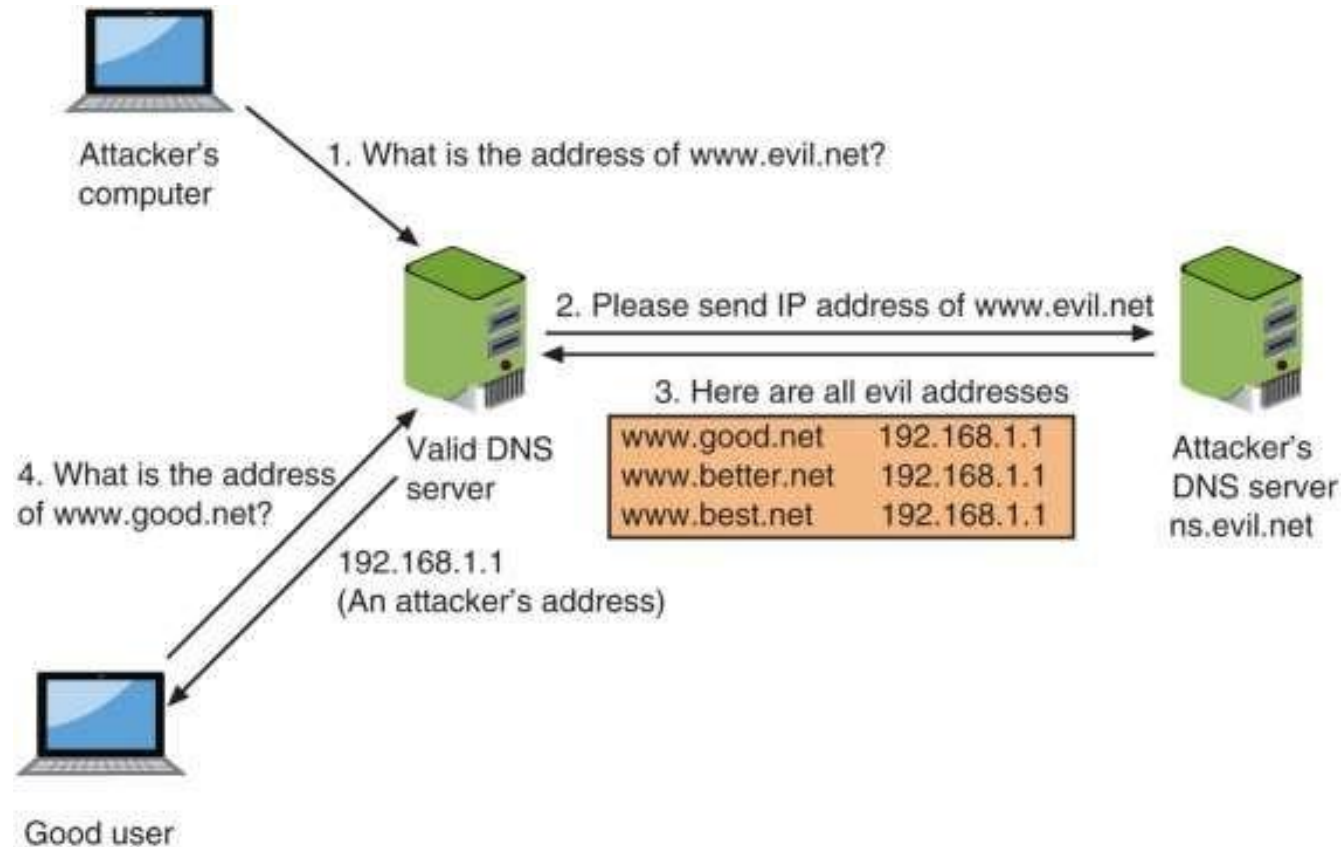 Attacker's
computer
1. What is the address of www.evil.net?
2. Please send IP address of www.evil.net
3. Here are all evil addresses
www.good.net 192.168.1.1
www.better.net 192.168.1.1
www.best.net 192.168.1.1
Valid DNS
server
Attacker's
DNS server
ns.evil.net
4. What is the address
of www.good.net?
192.168.1.1
(An attacker's address)
Good user